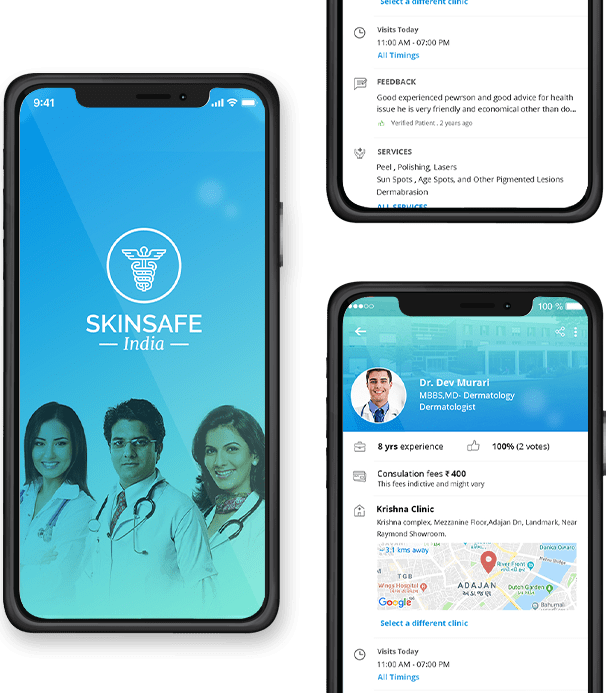 9:41
SKINSAFE
India
Select a different clinic
Visits Today
11:00 AM - 07:00 PM
All Timings
FEEDBACK
Good experienced pewrson and good advice for health
issue he is very friendly and economical other than do...
Verified Patient . 2 years ago
SERVICES
Peel , Polishing, Lasers
Sun Spots , Age Spots, and Other Pigmented Lesions
Dermabrasion
ALL SERVICES
100 %
Dr. Dev Murari
MBBS,MD- Dermatology
Dermatologist
8 yrs experience
100% (2 votes)
Consulation fees ₹ 400
This fees indictive and might vary
Krishna Clinic
Krishna complex, Mezzanine Floor,Adajan Dn, Landmark, Near
Raymond Showroom.
~ 3.1 kms away
Danka Ovvarc
River Front
TGB
Wings Hospital
ADAJAN
અડાજણ
Dutch Garden
Google
Bahumali
Select a different clinic
Visits Today
11:00 AM - 07:00 PM
All Timings